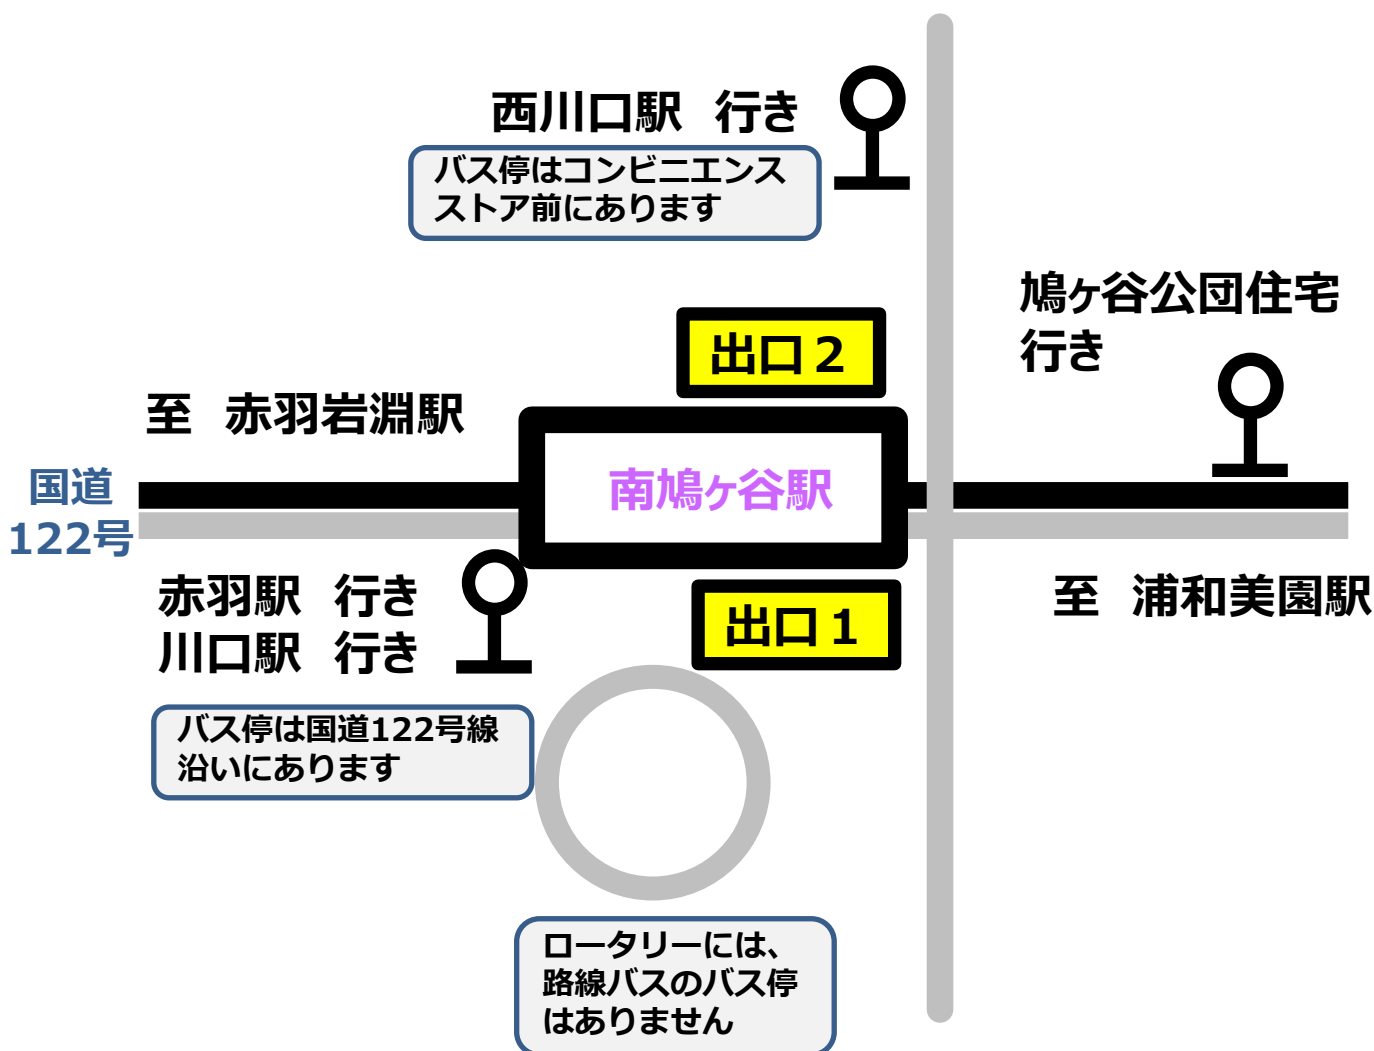 西川口駅　行き
バス停はコンビニエンス
ストア前にあります
鳩ヶ谷公団住宅
行き
出口２
至　赤羽岩淵駅
南鳩ヶ谷駅
国道
122号
赤羽駅　行き
川口駅　行き
出口１
至　浦和美園駅
バス停は国道122号線
沿いにあります
ロータリーには、
路線バスのバス停
はありません